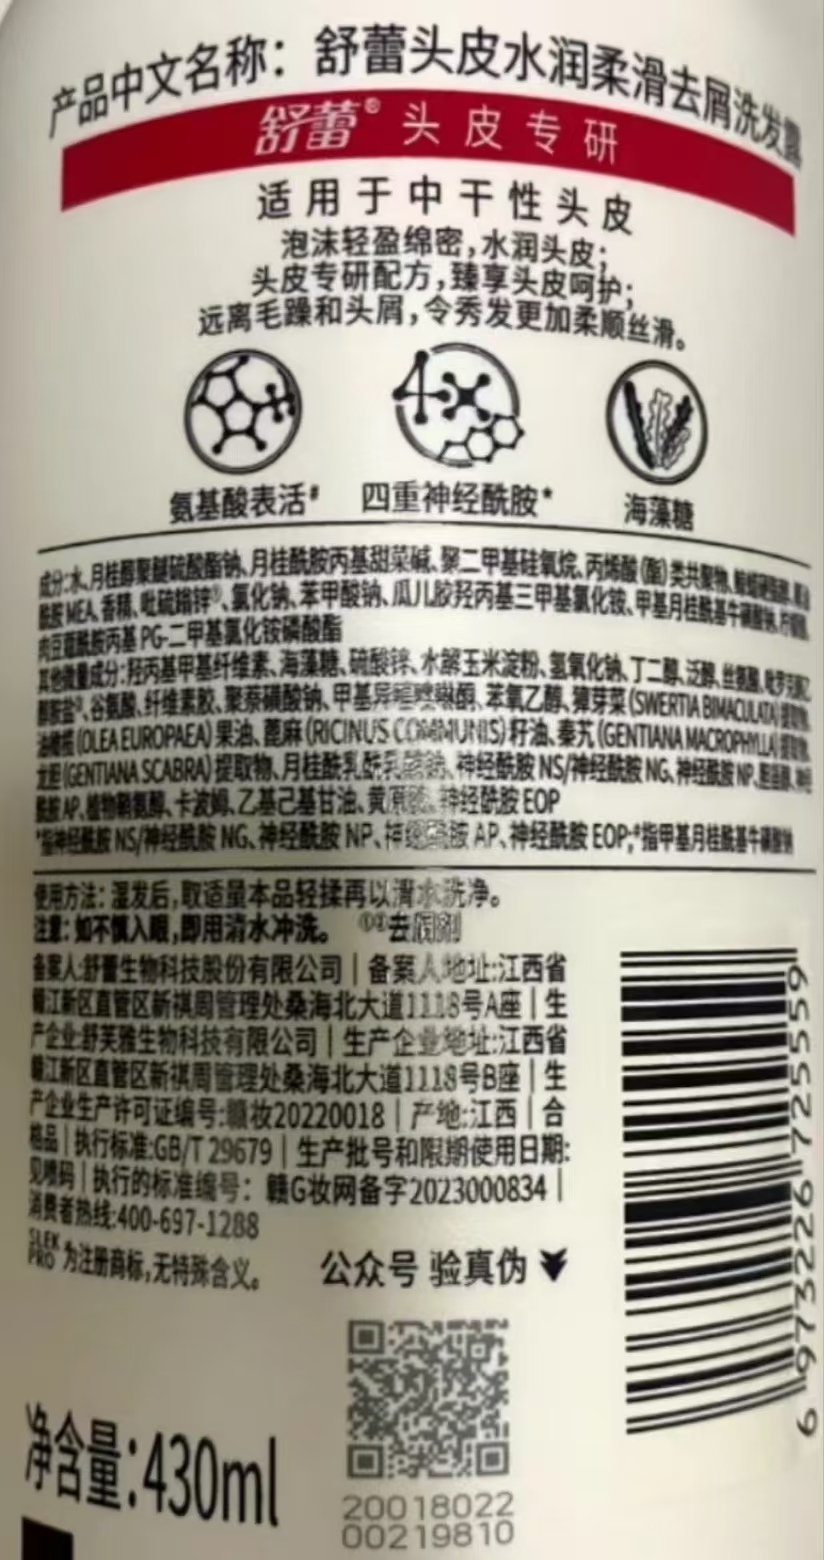 产品中文名称：舒蕾头皮水润柔滑去屑洗发露
舒蕾® 头皮专研
适用于中干性头皮
泡沫轻盈绵密,水润头皮;
头皮专研配方,臻享头皮呵护;
远离毛躁和头屑,令秀发更加柔顺丝滑。
氨基酸表活# 四重神经酰胺* 海藻糖
成分:水、月桂醇聚醚硫酸酯钠、月桂酰胺丙基甜菜碱、聚二甲基硅氧烷、丙烯酸(酯)类共聚物、
酰胺 MEA、香精、吡硫鎓锌①、氯化钠、苯甲酸钠、瓜儿胶羟丙基三甲基氯化铵、甲基月桂酰基牛磺酸钠、
肉豆蔻酰胺丙基 PG-二甲基氯化铵磷酸酯
其他微量成分:羟丙基甲基纤维素、海藻糖、硫酸锌、水解玉米淀粉、氢氧化钠、丁二醇、泛醇、丝氨酸、
醇胺盐②、谷氨酸、纤维素胶、聚萘磺酸钠、甲基异噻唑啉酮、苯氧乙醇、獐芽菜(SWERTIA BIMACULATA)提取物、
油橄榄(OLEA EUROPAEA)果油、蓖麻(RICINUS COMMUNIS)籽油、秦艽(GENTIANA MACROPHYLLA)提取物、
龙胆(GENTIANA SCABRA)提取物、月桂酰乳酰乳酸钠、神经酰胺 NS/神经酰胺 NG、神经酰胺 NP、胆甾醇、神经
酰胺 AP、植物鞘氨醇、卡波姆、乙基己基甘油、黄原胶、神经酰胺 EOP
*指神经酰胺 NS/神经酰胺 NG、神经酰胺 NP、神经酰胺 AP、神经酰胺 EOP;#指甲基月桂酰基牛磺酸钠
使用方法：湿发后,取适量本品轻揉再以清水洗净。
注意：如不慎入眼,即用清水冲洗。 ①②去屑剂
备案人:舒蕾生物科技股份有限公司 | 备案人地址:江西省
赣江新区直管区新祺周管理处桑海北大道1118号A座 | 生
产企业:舒芙雅生物科技有限公司 | 生产企业地址:江西省
赣江新区直管区新祺周管理处桑海北大道1118号B座 | 生
产企业生产许可证编号:赣妆20220018 | 产地:江西 | 合
格品 | 执行标准:GB/T 29679 | 生产批号和限期使用日期:
见喷码 | 执行的标准编号：赣G妆网备字2023000834 |
消费者热线:400-697-1288
SLEK PRO 为注册商标,无特殊含义。
公众号 验真伪
净含量:430ml
20018022
00219810
6 973226 725559